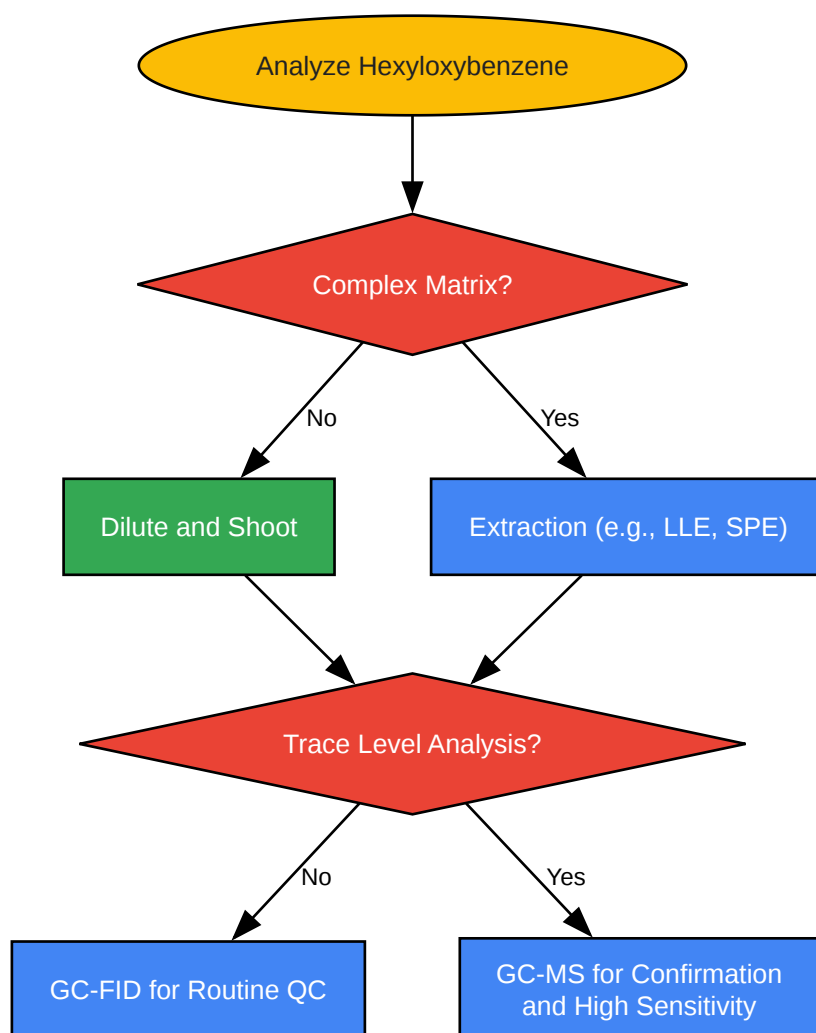 Analyze Hexyloxybenzene
Complex Matrix?
No
Yes
Dilute and Shoot
Extraction (e.g., LLE, SPE)
Trace Level Analysis?
No
Yes
GC-FID for Routine QC
GC-MS for Confirmation
and High Sensitivity